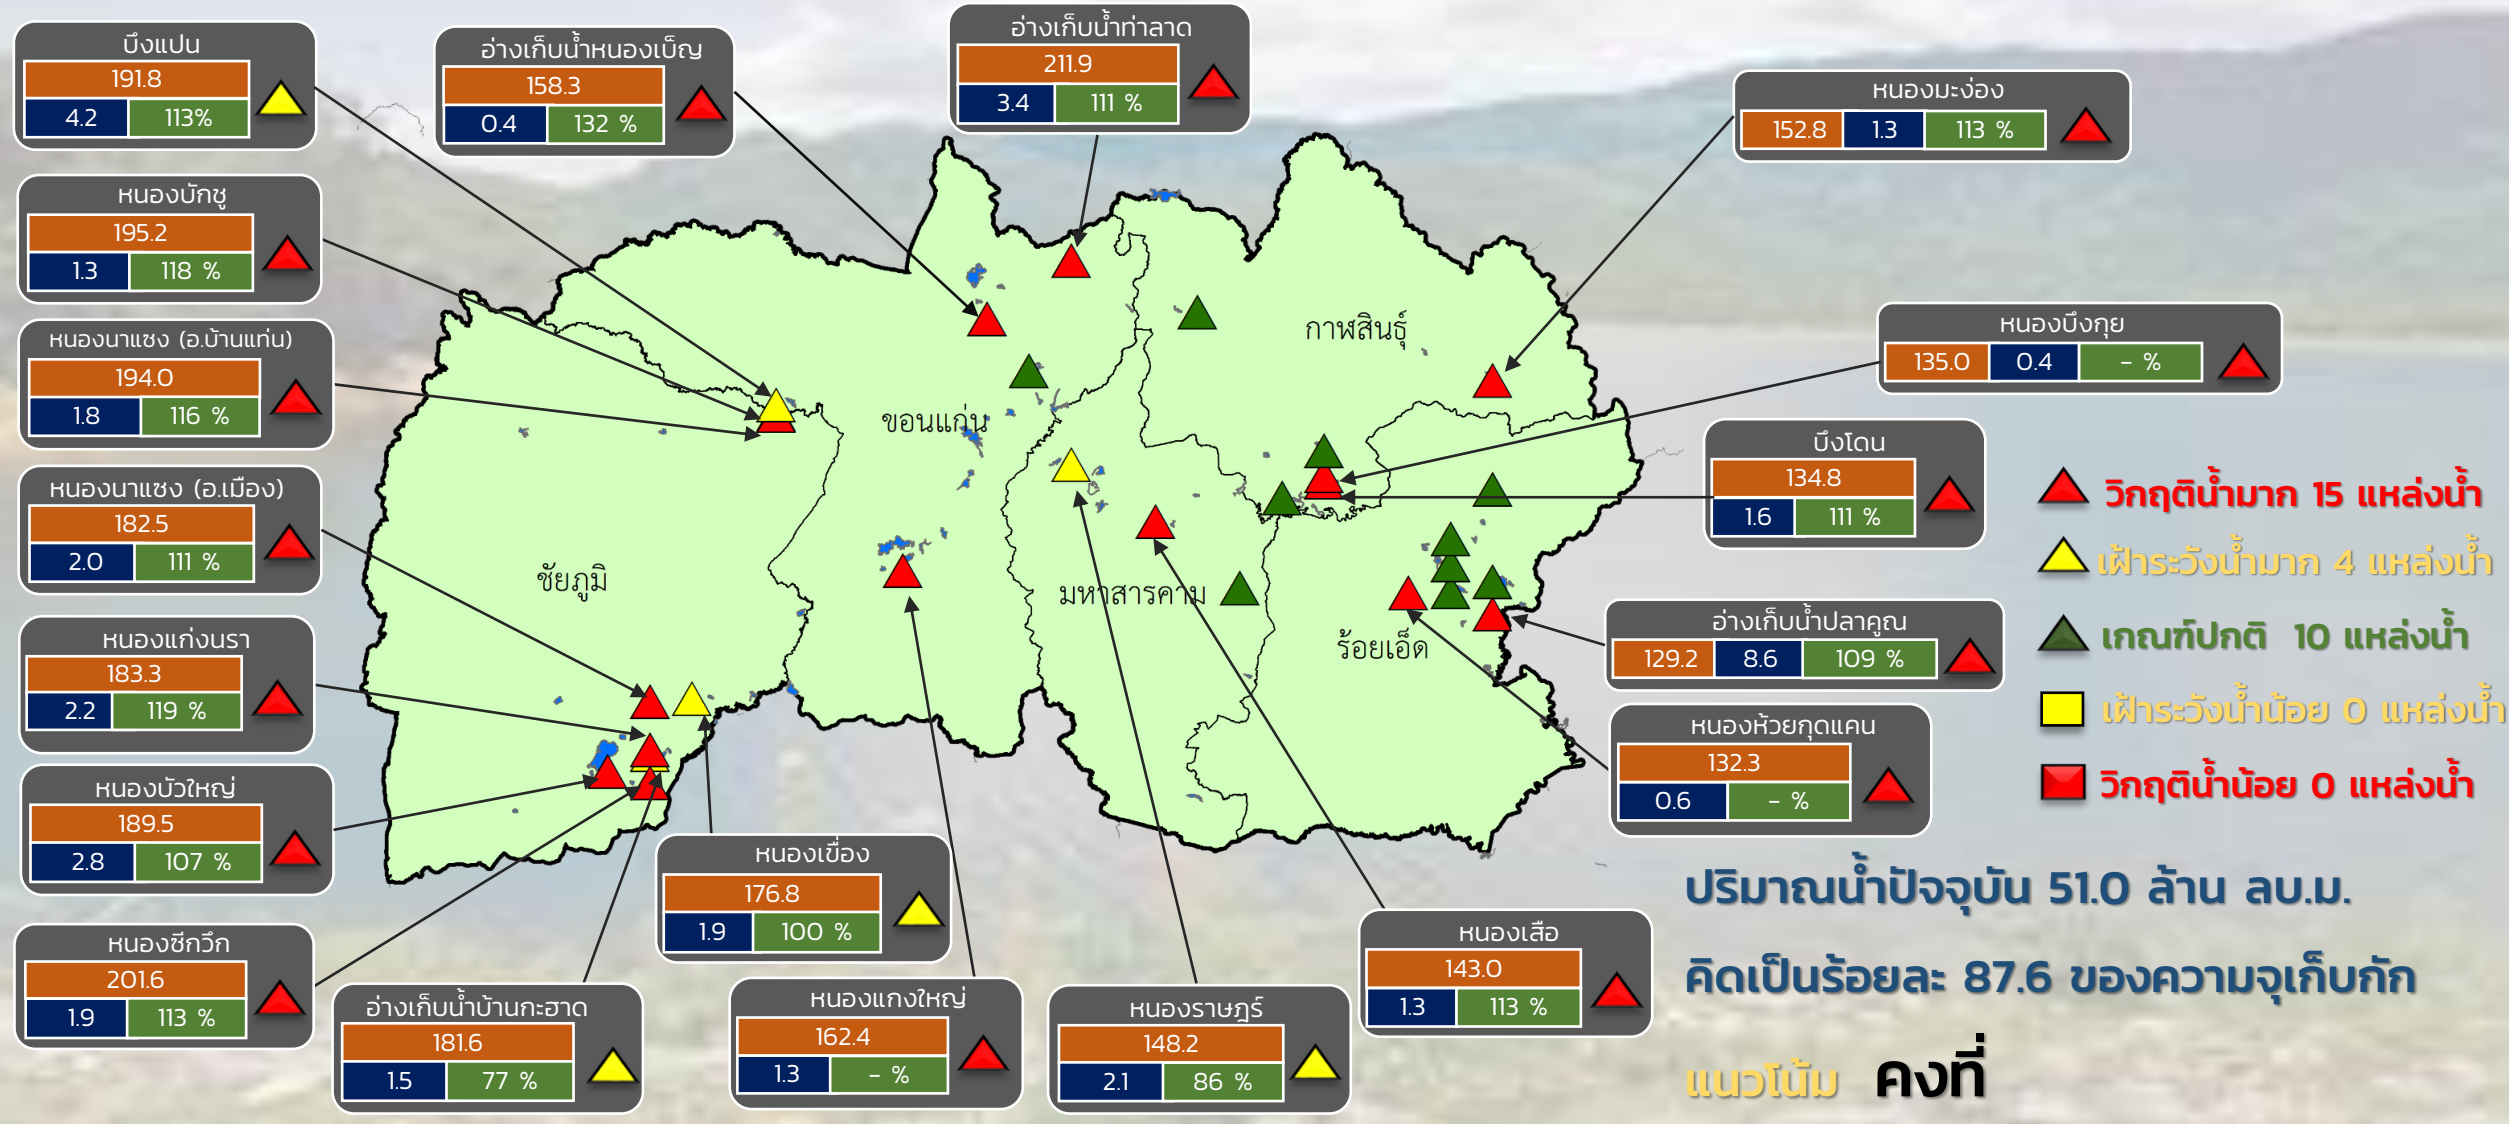 บึงแปน
191.8
4.2 113%
อ่างเก็บน้ำหนองเบ็ญ
158.3
0.4 132 %
อ่างเก็บน้ำท่าลาด
211.9
3.4 111 %
หนองมะง่อง
152.8 1.3 113 %
หนองบักชู
195.2
1.3 118 %
หนองนาแซง (อ.บ้านแท่น)
194.0
1.8 116 %
หนองนาแซง (อ.เมือง)
182.5
2.0 111 %
หนองแก่งนรา
183.3
2.2 119 %
หนองบัวใหญ่
189.5
2.8 107 %
หนองซีกวึก
201.6
1.9 113 %
อ่างเก็บน้ำบ้านกะฮาด
181.6
1.5 77 %
หนองเขื่อง
176.8
1.9 100 %
หนองแกงใหญ่
162.4
1.3 - %
หนองราษฎร์
148.2
2.1 86 %
หนองเสือ
143.0
1.3 113 %
หนองบึงกุย
135.0 0.4 - %
บึงโดน
134.8
1.6 111 %
อ่างเก็บน้ำปลาคูณ
129.2 8.6 109 %
หนองห้วยกุดแคน
132.3
0.6 - %
กาฬสินธุ์
ขอนแก่น
ชัยภูมิ
มหาสารคาม
ร้อยเอ็ด
วิกฤติน้ำมาก 15 แหล่งน้ำ
เฝ้าระวังน้ำมาก 4 แหล่งน้ำ
เกณฑ์ปกติ 10 แหล่งน้ำ
เฝ้าระวังน้ำน้อย 0 แหล่งน้ำ
วิกฤติน้ำน้อย 0 แหล่งน้ำ
ปริมาณน้ำปัจจุบัน 51.0 ล้าน ลบ.ม.
คิดเป็นร้อยละ 87.6 ของความจุเก็บกัก
แนวโน้ม คงที่